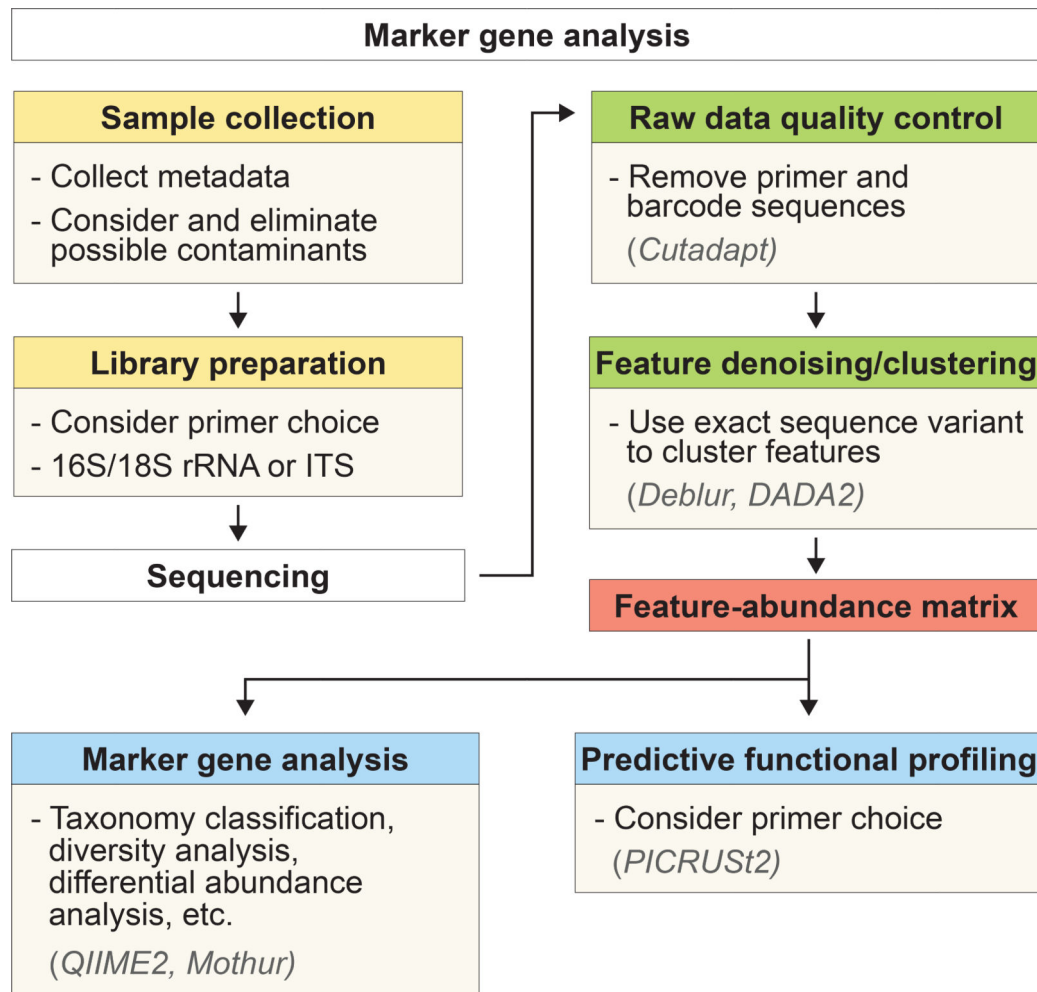 Marker gene analysis
Sample collection
- Collect metadata
- Consider and eliminate
possible contaminants
Library preparation
- Consider primer choice
- 16S/18S rRNA or ITS
Sequencing
Raw data quality control
- Remove primer and
barcode sequences
(Cutadapt)
Feature denoising/clustering
- Use exact sequence variant
to cluster features
(Deblur, DADA2)
Feature-abundance matrix
Marker gene analysis
- Taxonomy classification,
diversity analysis,
differential abundance
analysis, etc.
(QIIME2, Mothur)
Predictive functional profiling
- Consider primer choice
(PICRUSt2)